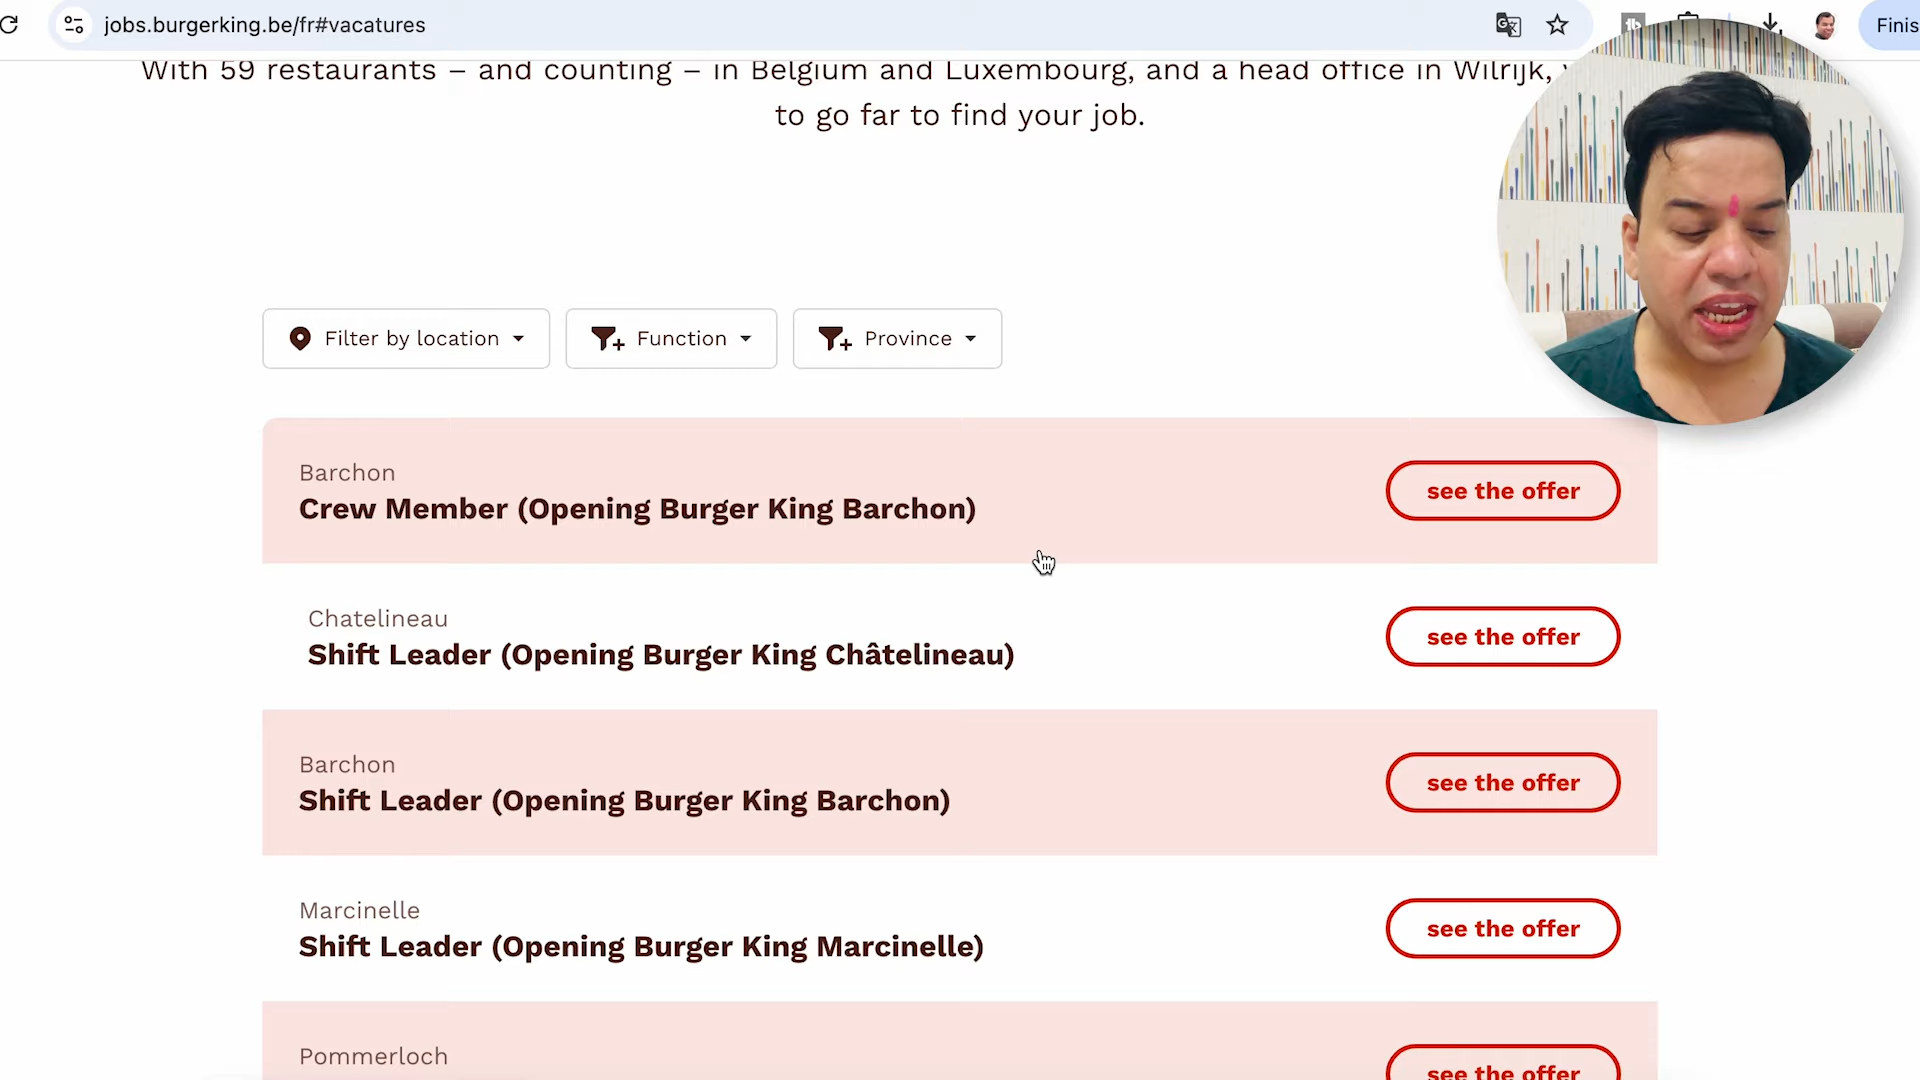 jobs.burgerking.be/fr#vacatures
Finis
With 59 restaurants – and counting – in Belgium and Luxembourg, and a head office in Wilrijk,
to go far to find your job.
Filter by location
Function
Province
Barchon
Crew Member (Opening Burger King Barchon)
see the offer
Chatelineau
Shift Leader (Opening Burger King Châtelineau)
see the offer
Barchon
Shift Leader (Opening Burger King Barchon)
see the offer
Marcinelle
Shift Leader (Opening Burger King Marcinelle)
see the offer
Pommerloch
see the offer